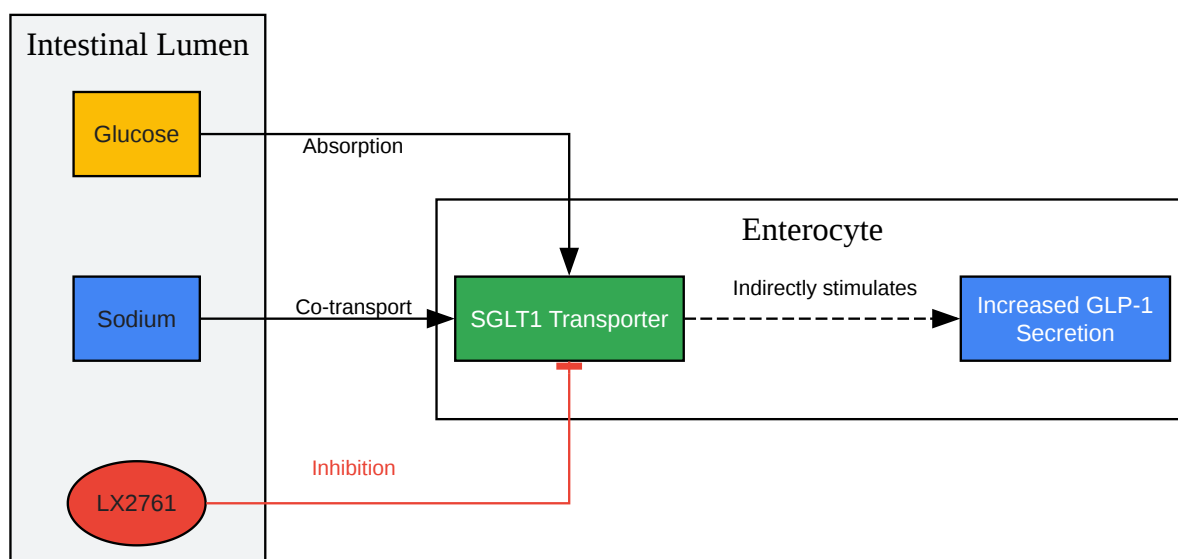 Intestinal Lumen
Glucose
Absorption
Enterocyte
Sodium
Co-transport
SGLT1 Transporter
Indirectly stimulates
Increased GLP-1
Secretion
LX2761
Inhibition